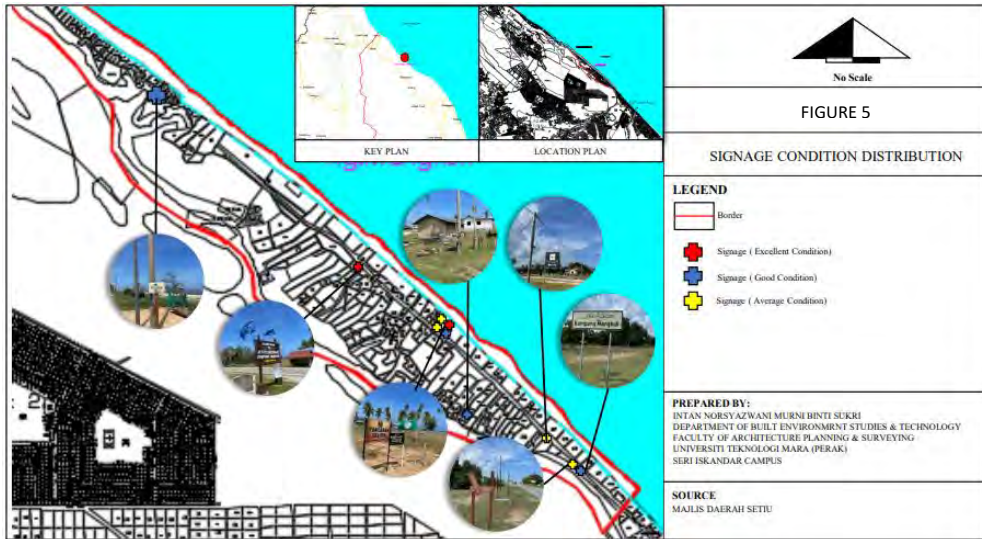 KEY PLAN
LOCATION PLAN
No Scale
FIGURE 5
SIGNAGE CONDITION DISTRIBUTION
LEGEND
Border
Signage ( Excellent Condition)
Signage ( Good Condition)
Signage ( Average Condition)
PREPARED BY:
INTAN NORSYAZWANI MURNI BINTI SUKRI
DEPARTMENT OF BUILT ENVIRONMRNT STUDIES & TECHNOLOGY
FACULTY OF ARCHITECTURE PLANNING & SURVEYING
UNIVERSITI TEKNOLOGI MARA (PERAK)
SERI ISKANDAR CAMPUS
SOURCE
MAJLIS DAERAH SETIU